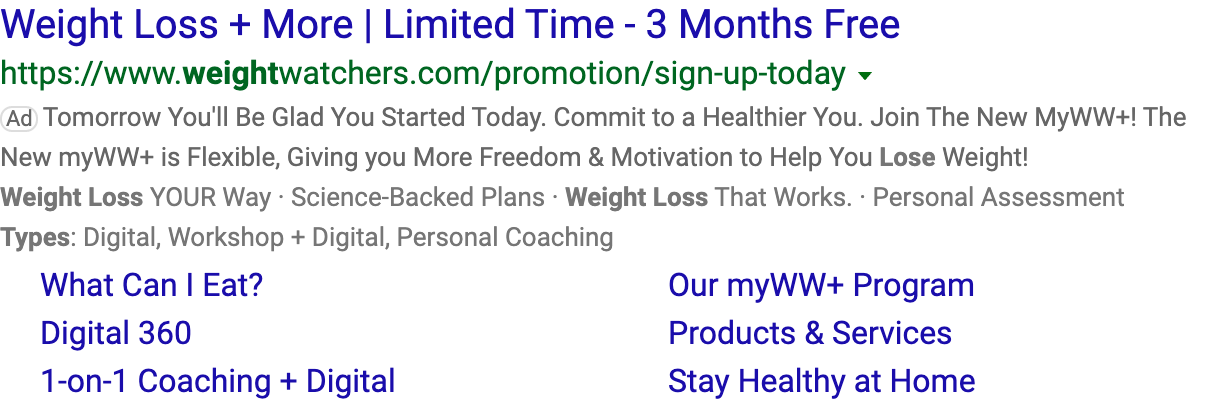 Weight Loss + More | Limited Time - 3 Months Free
https://www.weightwatchers.com/promotion/sign-up-today
Ad Tomorrow You'll Be Glad You Started Today. Commit to a Healthier You. Join The New MyWW+! The
New myWW+ is Flexible, Giving you More Freedom & Motivation to Help You Lose Weight!
Weight Loss YOUR Way · Science-Backed Plans · Weight Loss That Works. · Personal Assessment
Types: Digital, Workshop + Digital, Personal Coaching
What Can I Eat? Our myWW+ Program
Digital 360 Products & Services
1-on-1 Coaching + Digital Stay Healthy at Home